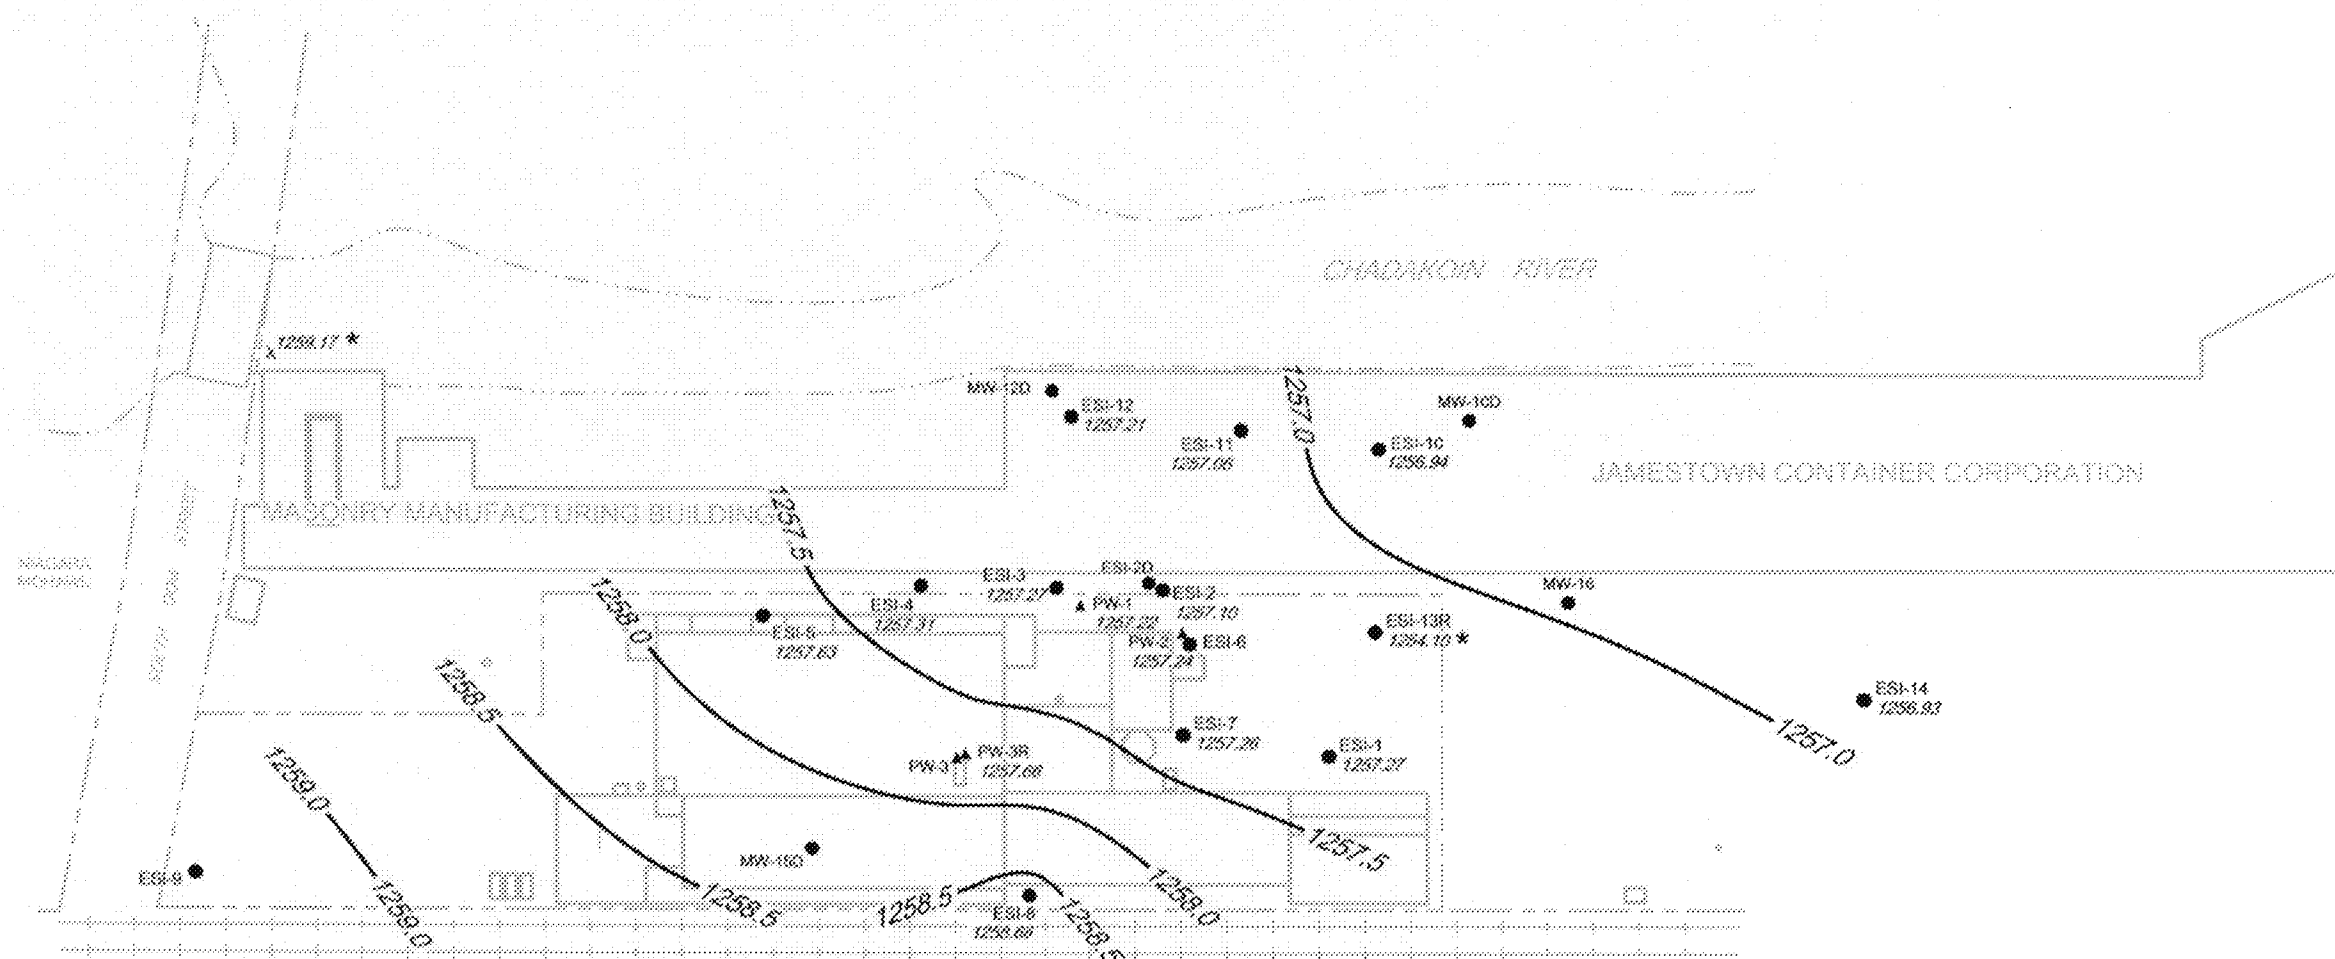 CHADAKOIN RIVER
1257.0
MW-12D
ESI-12
1257.21
MW-10D
ESI-11
1257.06
ESI-10
1256.94
JAMESTOWN CONTAINER CORPORATION
MASONRY MANUFACTURING BUILDING
1257.5
1258.0
ESI-3
1257.27
ESI-2D
ESI-2
1257.10
MW-16
ESI-4
1257.31
PW-1
1257.22
ESI-5
1257.63
PW-2
1257.24
ESI-6
ESI-13R
*
1258.5
ESI-14
1256.93
ESI-7
1257.28
ESI-1
1257.27
1257.0
PW-3
PW-3R
1257.68
1259.0
1257.5
MW-15D
ESI-9
1258.5
1258.5
1258.0
1259.0
ESI-8
1258.5